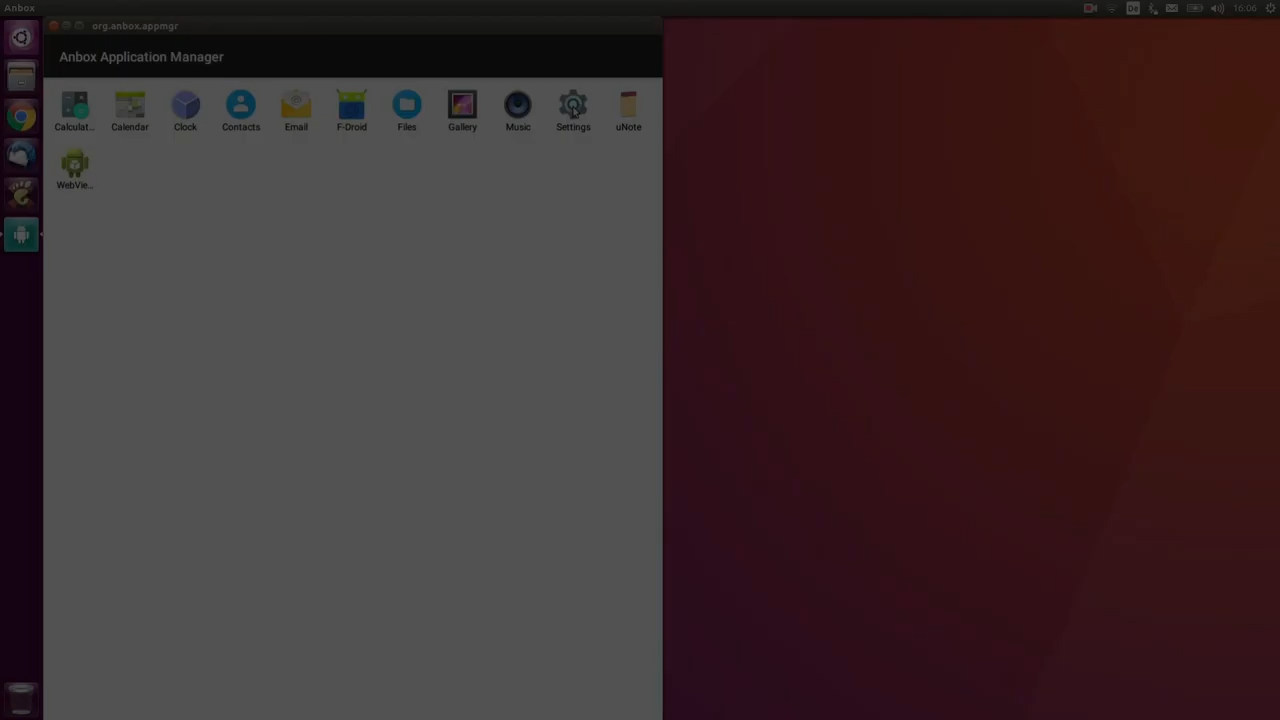 Anbox
De
16:06
org.anbox.appmgr
Anbox Application Manager
Calculat...
Calendar
Clock
Contacts
Email
F-Droid
Files
Gallery
Music
Settings
uNote
WebVie...